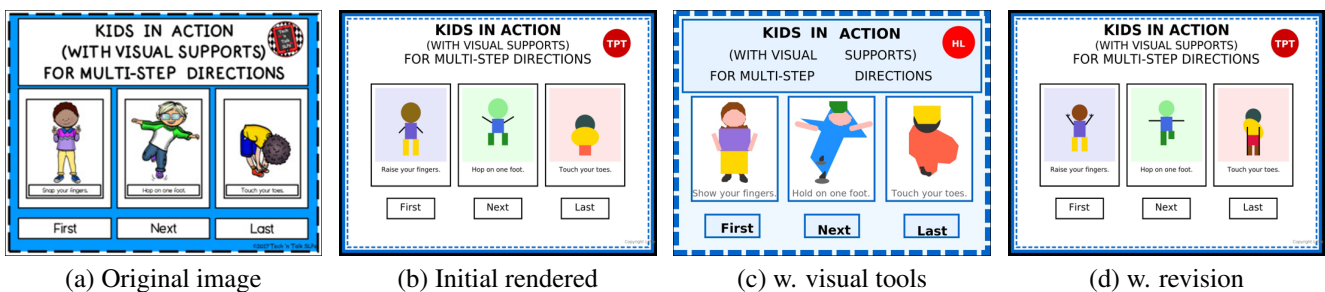 KIDS IN ACTION
(WITH VISUAL SUPPORTS)
FOR MULTI-STEP DIRECTIONS
Snap your fingers.
Hop on one foot.
Touch your toes.
First
Next
Last
(a) Original image
KIDS IN ACTION
(WITH VISUAL SUPPORTS)
FOR MULTI-STEP DIRECTIONS
TPT
Raise your fingers.
Hop on one foot.
Touch your toes.
First
Next
Last
(b) Initial rendered
KIDS IN ACTION
(WITH VISUAL SUPPORTS)
FOR MULTI-STEP DIRECTIONS
HL
Show your fingers.
Hold on one foot.
Touch your toes.
First
Next
Last
(c) w. visual tools
KIDS IN ACTION
(WITH VISUAL SUPPORTS)
FOR MULTI-STEP DIRECTIONS
TPT
Raise your fingers.
Hop on one foot.
Touch your toes.
First
Next
Last
(d) w. revision